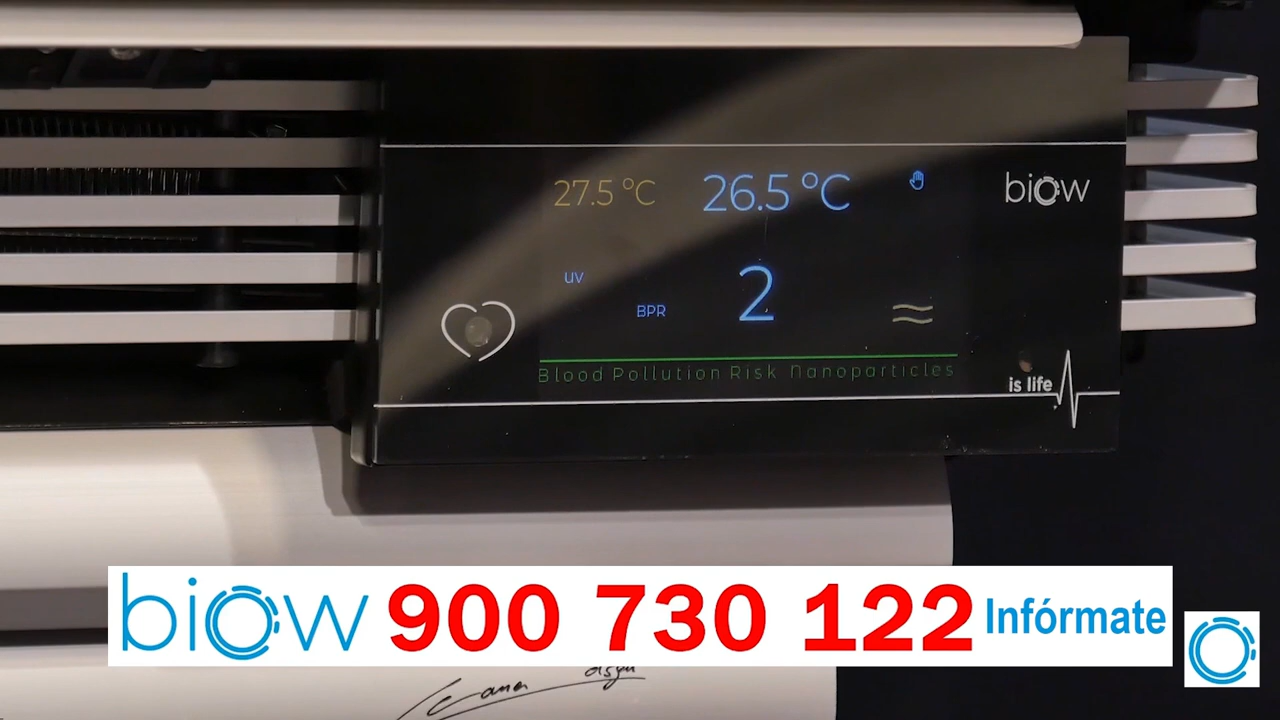 27.5 °C 26.5 °C
biow
UV
BPR 2
Blood Pollution Risk Nanoparticles
is life
biow 900 730 122 Infórmate